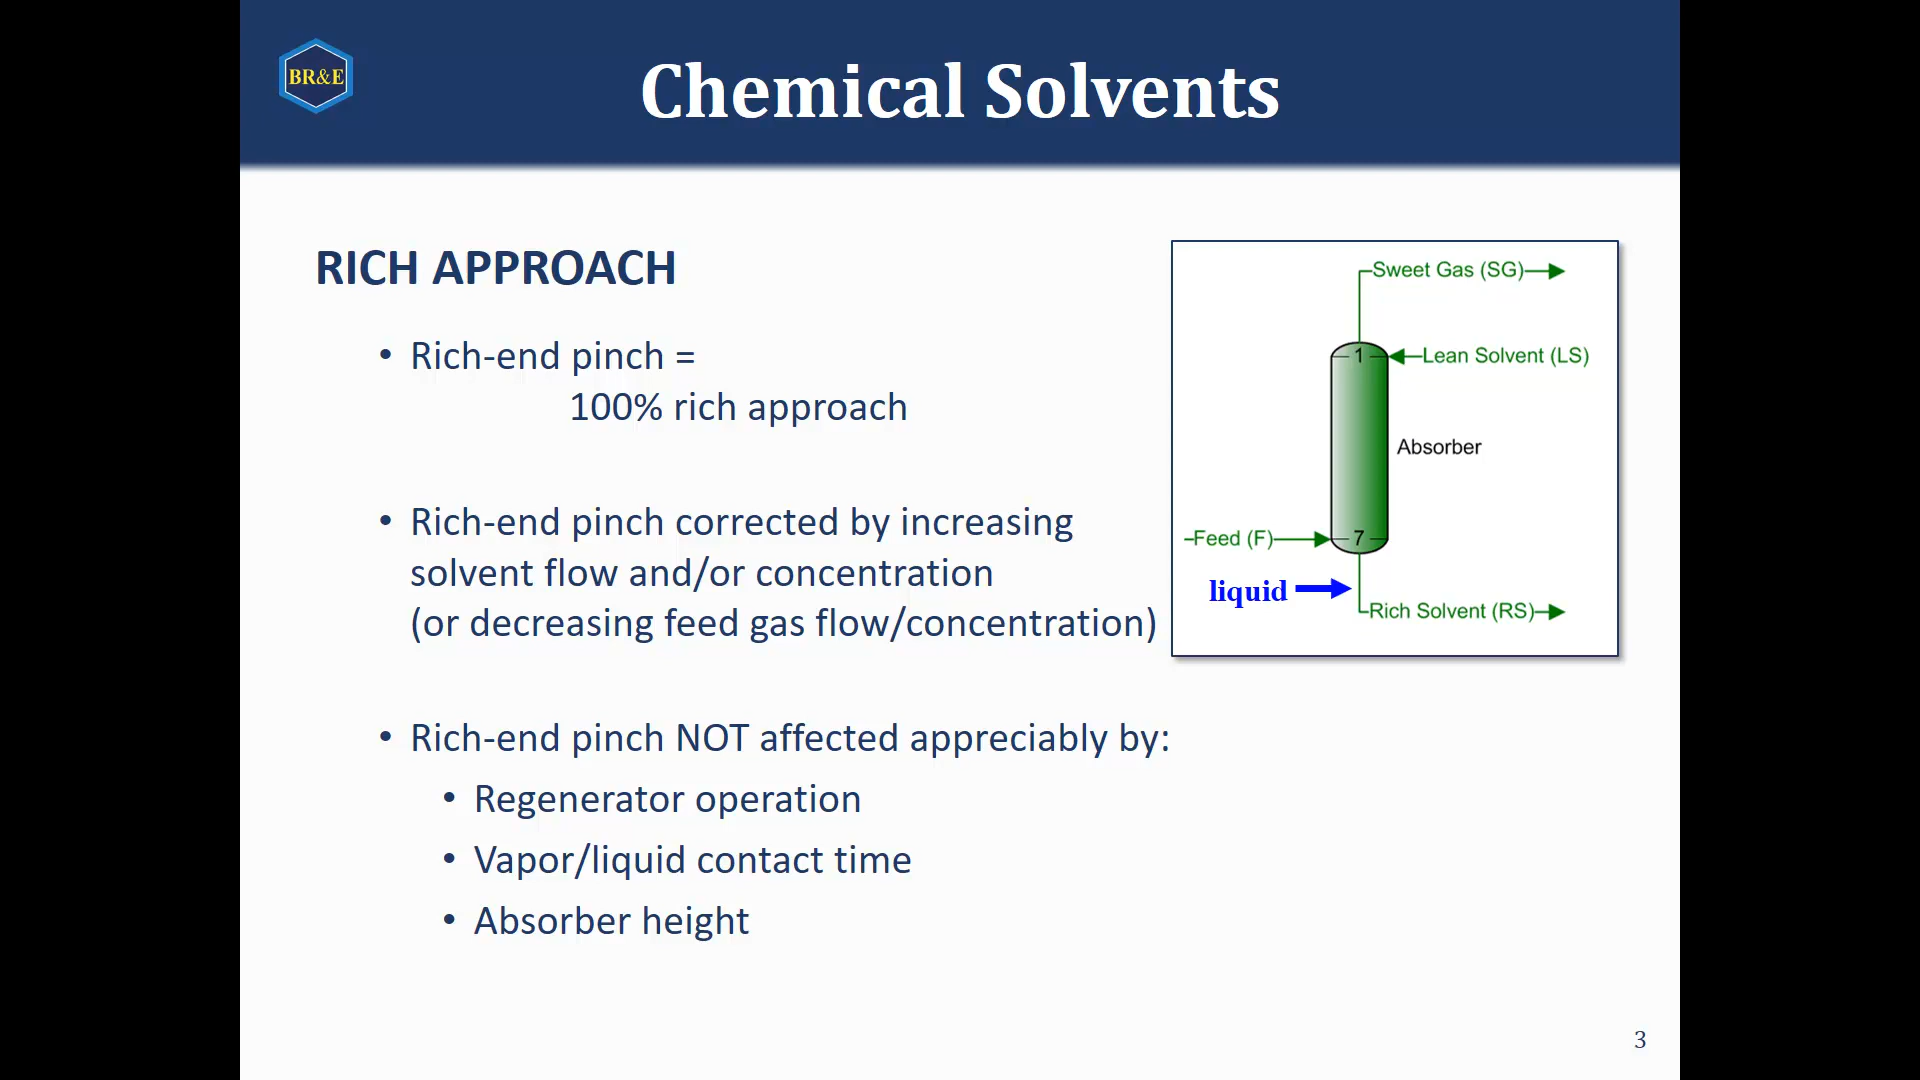 BR&E
Chemical Solvents
RICH APPROACH
• Rich-end pinch =
100% rich approach
• Rich-end pinch corrected by increasing
solvent flow and/or concentration
(or decreasing feed gas flow/concentration)
• Rich-end pinch NOT affected appreciably by:
• Regenerator operation
• Vapor/liquid contact time
• Absorber height
Sweet Gas (SG)
1
Lean Solvent (LS)
Absorber
Feed (F)
7
liquid
Rich Solvent (RS)
3